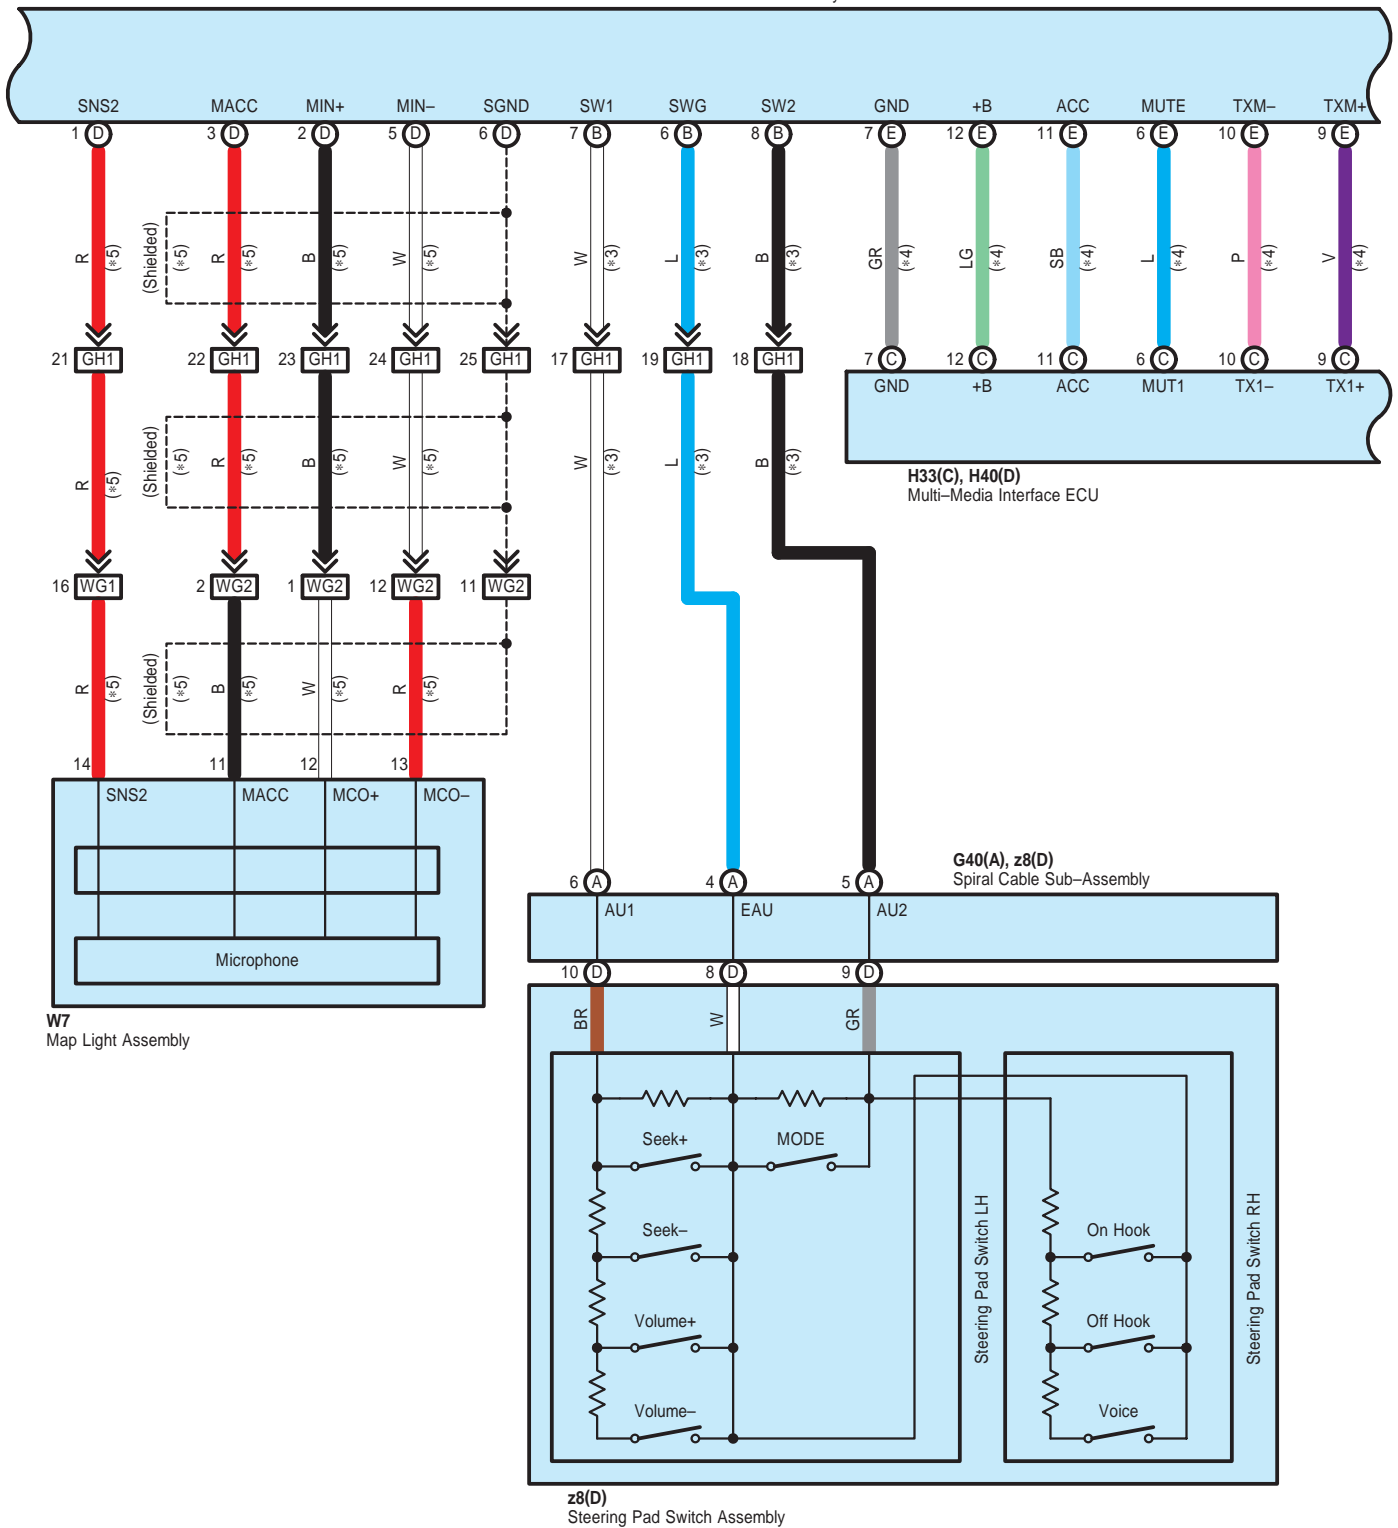 SNS2 MACC MIN+ MIN– SGND SW1 SWG SW2 GND +B ACC MUTE TXM– TXM+
1 D 3 D 2 D 5 D 6 D 7 B 6 B 8 B 7 E 12 E 11 E 6 E 10 E 9 E
R (*5) (Shielded) (*5) R (*5) B (*5) W (*5) W (*3) L (*3) B (*3) GR (*4) LG (*4) SB (*4) L (*4) P (*4) V (*4)
21 GH1 22 GH1 23 GH1 24 GH1 25 GH1 17 GH1 19 GH1 18 GH1 7 C 12 C 11 C 6 C 10 C 9 C
GND +B ACC MUT1 TX1– TX1+
R (*5) (Shielded) (*5) R (*5) B (*5) W (*5) W (*3) L (*3) B (*3)
H33(C), H40(D)
Multi–Media Interface ECU
16 WG1 2 WG2 1 WG2 12 WG2 11 WG2
R (*5) (Shielded) (*5) B (*5) W (*5) R (*5)
14 11 12 13
SNS2 MACC MCO+ MCO–
Microphone
W7
Map Light Assembly
G40(A), z8(D)
Spiral Cable Sub–Assembly
6 A 4 A 5 A
AU1 EAU AU2
10 D 8 D 9 D
BR W GR
Seek+ MODE
Seek–
Volume+
Volume–
Steering Pad Switch LH
On Hook
Off Hook
Voice
Steering Pad Switch RH
z8(D)
Steering Pad Switch Assembly